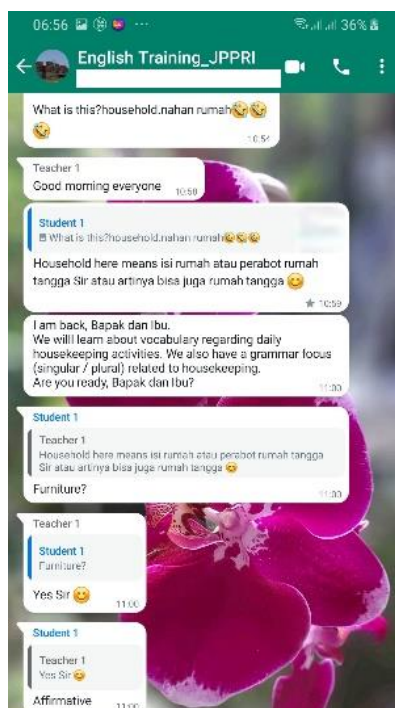 06:56
36%
English Training_JPPRI
What is this?household.nahan rumah🤣🤣
🤣
10:54
Teacher 1
Good morning everyone
10:58
Student 1
What is this?household.nahan rumah🤣🤣🤣
Household here means isi rumah atau perabot rumah
tangga Sir atau artinya bisa juga rumah tangga 😊
10:59
I am back, Bapak dan Ibu.
We willl learn about vocabulary regarding daily
housekeeping activities. We also have a grammar focus
(singular / plural) related to housekeeping.
Are you ready, Bapak dan Ibu?
11:00
Student 1
Teacher 1
Household here means isi rumah atau perabot rumah tangga
Sir atau artinya bisa juga rumah tangga 😊
Furniture?
11:00
Teacher 1
Student 1
Furniture?
Yes Sir 😊
11:00
Student 1
Teacher 1
Yes Sir 😊
Affirmative
11:00